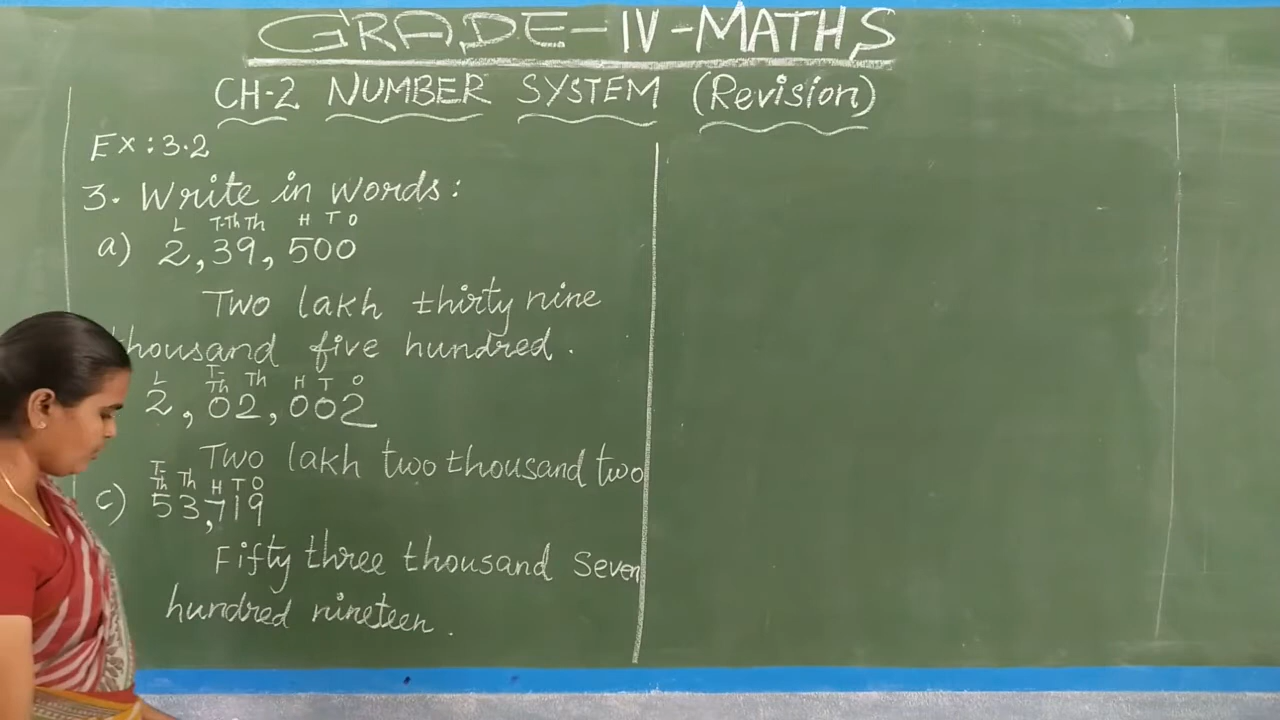 GRADE-IV-MATHS
CH-2 NUMBER SYSTEM (Revision)
Ex: 3.2
3. Write in words:
L T-Th Th H T O
a) 2,39,500
Two lakh thirty nine
thousand five hundred.
L T-Th Th H T O
2,02,002
Two lakh two thousand two
T-Th Th H T O
c) 53,719
Fifty three thousand seven
hundred nineteen.